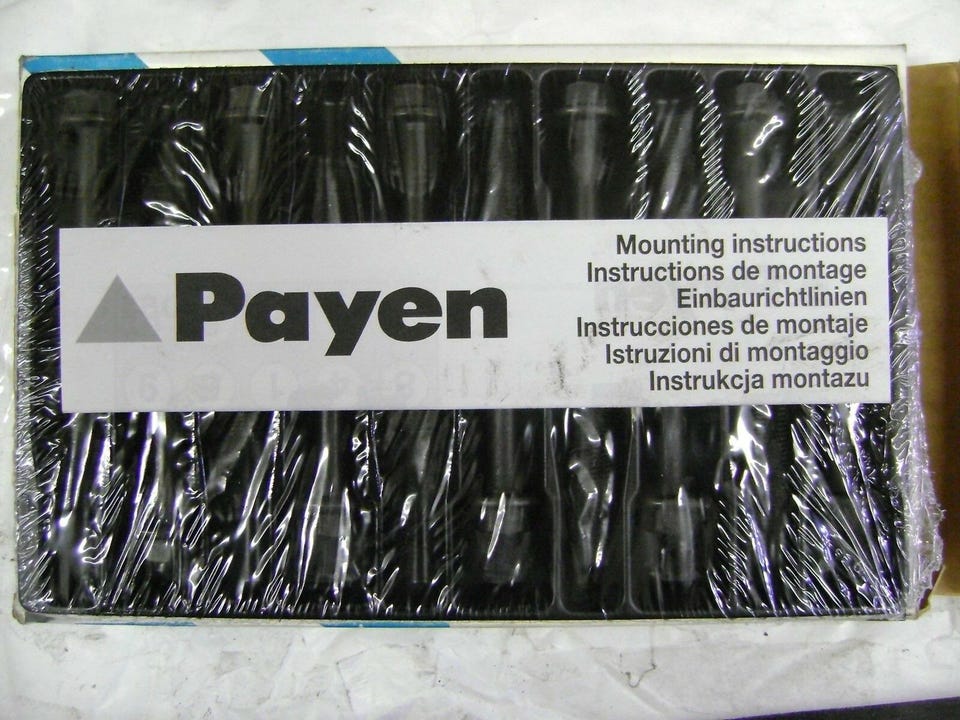 Payen
Mounting instructions
Instructions de montage
Einbaurichtlinien
Instrucciones de montaje
Istruzioni di montaggio
Instrukcja montazu